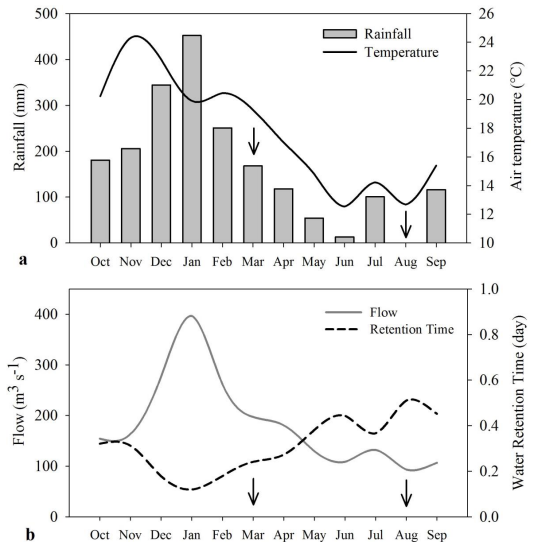 500
400
300
200
100
0
Rainfall (mm)
Rainfall
Temperature
26
24
22
20
18
16
14
12
10
Air temperature (°C)
Oct Nov Dec Jan Feb Mar Apr May Jun Jul Aug Sep
a
400
300
200
100
0
Flow (m³ s⁻¹)
Flow
Retention Time
1.0
0.8
0.6
0.4
0.2
0.0
Water Retention Time (day)
Oct Nov Dec Jan Feb Mar Apr May Jun Jul Aug Sep
b